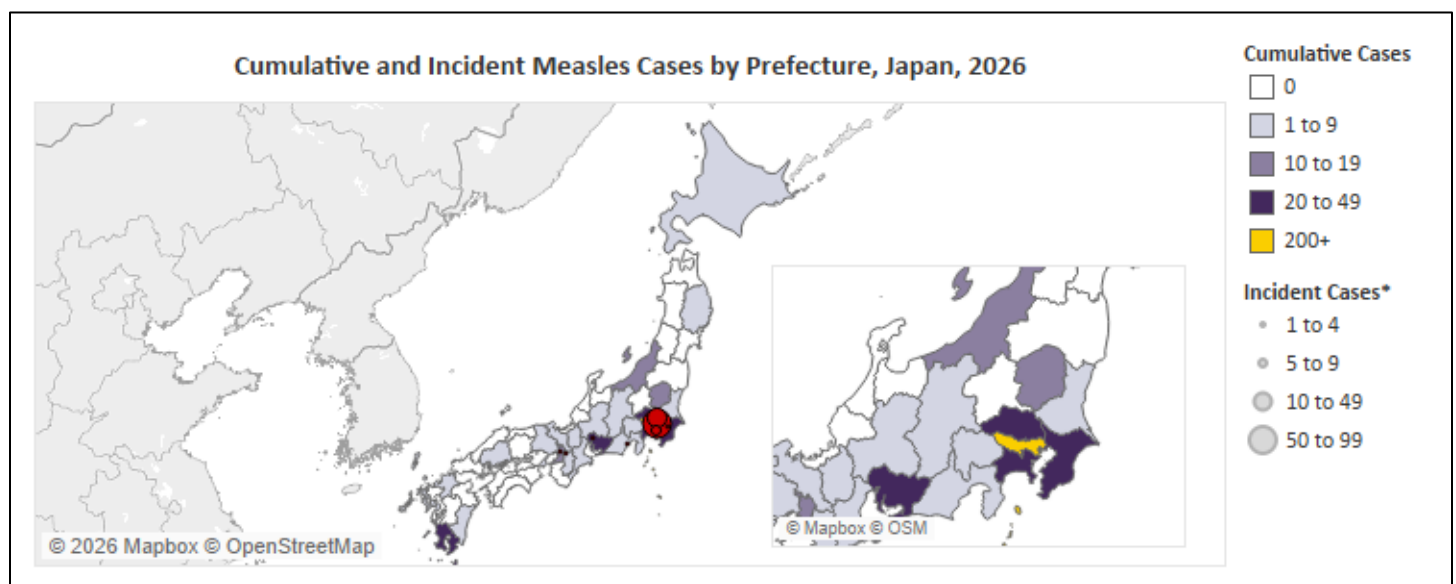 Cumulative and Incident Measles Cases by Prefecture, Japan, 2026
© 2026 Mapbox © OpenStreetMap
© Mapbox © OSM
Cumulative Cases
0
1 to 9
10 to 19
20 to 49
200+
Incident Cases*
1 to 4
5 to 9
10 to 49
50 to 99